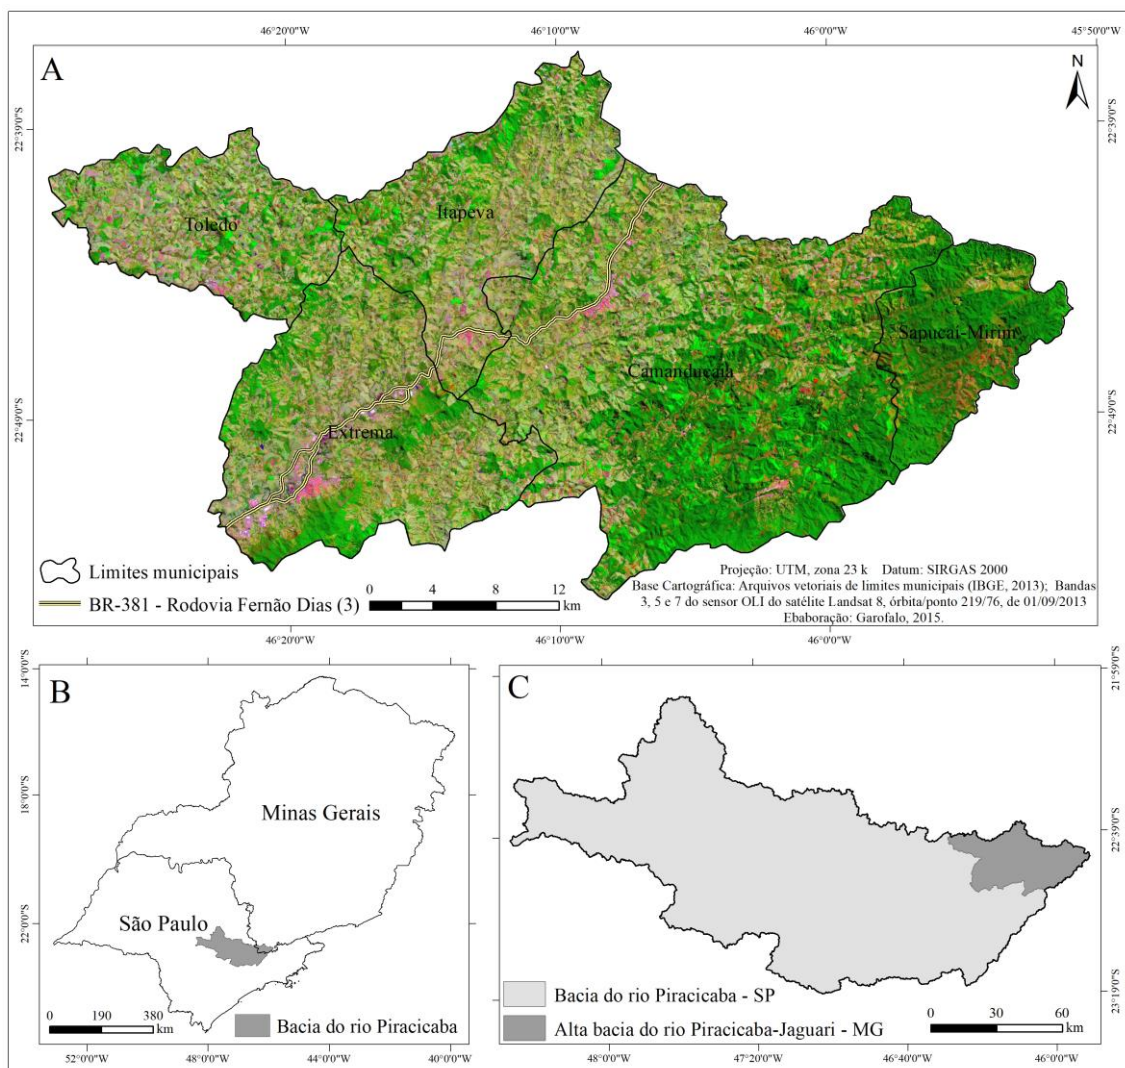 46°20'0"W 46°10'0"W 46°0'0"W 45°50'0"W
A
N
22°39'0"S
22°39'0"S
Toledo
Itapeva
Sapucaí-Mirim
Camanducaia
22°49'0"S
22°49'0"S
Extrema
Limites municipais
BR-381 - Rodovia Fernão Dias (3)
0 4 8 12
km
Projeção: UTM, zona 23 k Datum: SIRGAS 2000
Base Cartográfica: Arquivos vetoriais de limites municipais (IBGE, 2013); Bandas
3, 5 e 7 do sensor OLI do satélite Landsat 8, órbita/ponto 219/76, de 01/09/2013
Ebaboração: Garofalo, 2015.
46°20'0"W 46°10'0"W 46°0'0"W
B
14°0'0"S
18°0'0"S
22°0'0"S
Minas Gerais
São Paulo
0 190 380
km
Bacia do rio Piracicaba
52°0'0"W 48°0'0"W 44°0'0"W 40°0'0"W
C
21°59'0"S
22°39'0"S
23°19'0"S
Bacia do rio Piracicaba - SP
Alta bacia do rio Piracicaba-Jaguari - MG
0 30 60
km
48°0'0"W 47°20'0"W 46°40'0"W 46°0'0"W